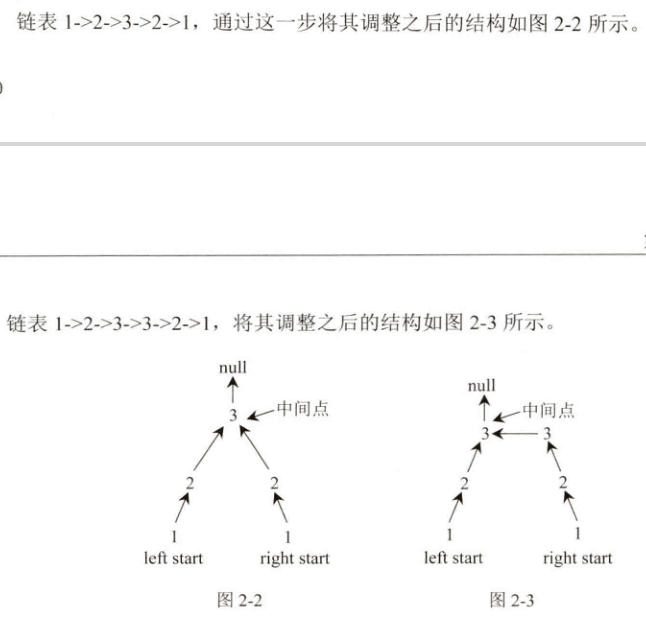 链表 1->2->3->2->1，通过这一步将其调整之后的结构如图 2-2 所示。
链表 1->2->3->3->2->1，将其调整之后的结构如图 2-3 所示。
null
3 中间点
2 2
1 1
left start right start
图 2-2
null
中间点
3 3
2 2
1 1
left start right start
图 2-3